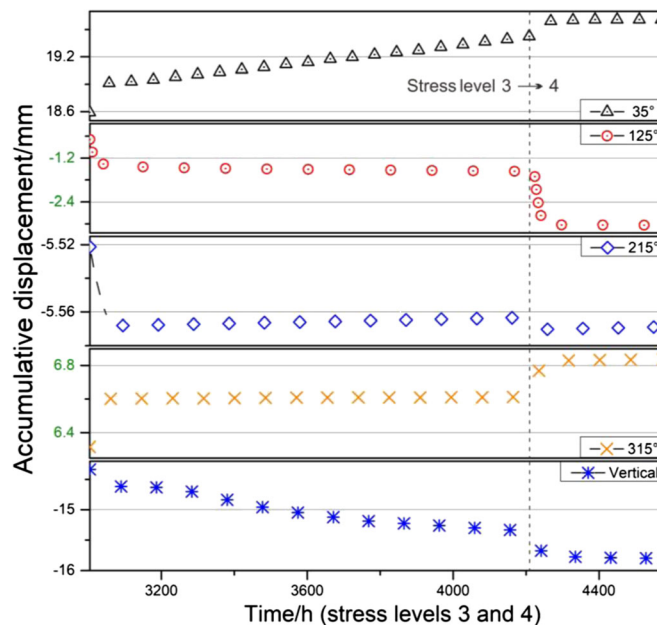 Accumulative displacement/mm
19.2
Stress level 3 → 4
18.6
35°
-1.2
125°
-2.4
-5.52
215°
-5.56
6.8
6.4
315°
Vertical
-15
-16
3200 3600 4000 4400
Time/h (stress levels 3 and 4)